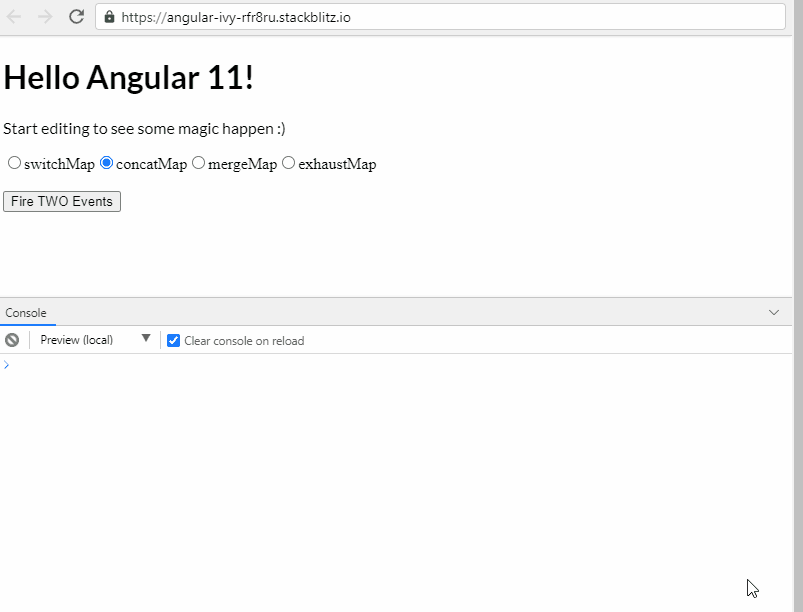 https://angular-ivy-rfr8ru.stackblitz.io
Hello Angular 11!
Start editing to see some magic happen :)
switchMap concatMap mergeMap exhaustMap
Fire TWO Events
Console
Preview (local) Clear console on reload